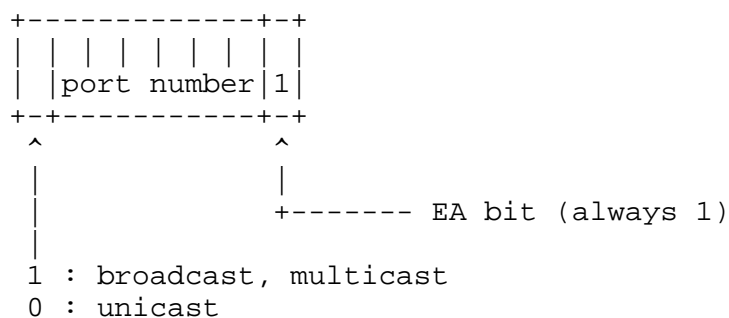 +-------------+-+
| | | | | | | | |
| |port number|1|
+-+-----------+-+
 ^             ^
 |             |
 |             +------- EA bit (always 1)
 |
 1 : broadcast, multicast
 0 : unicast